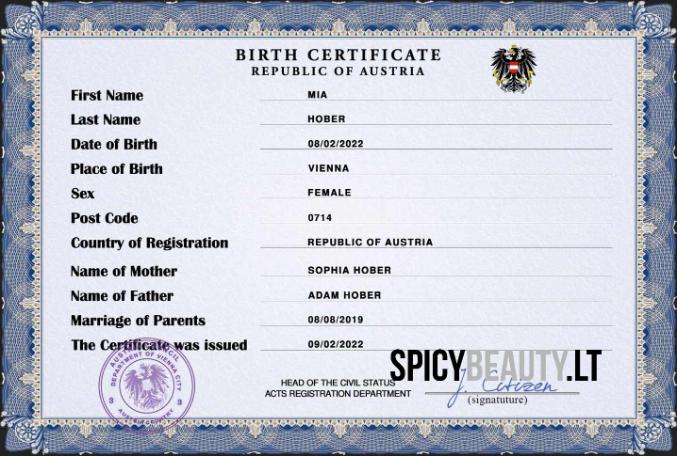 BIRTH CERTIFICATE
REPUBLIC OF AUSTRIA
First Name MIA
Last Name HOBER
Date of Birth 08/02/2022
Place of Birth VIENNA
Sex FEMALE
Post Code 0714
Country of Registration REPUBLIC OF AUSTRIA
Name of Mother SOPHIA HOBER
Name of Father ADAM HOBER
Marriage of Parents 08/08/2019
The Certificate was issued 09/02/2022
SPICYBEAUTY.LT
DEPARTMENT OF VIENNA CITY
HEAD OF THE CIVIL STATUS
ACTS REGISTRATION DEPARTMENT
J. Citizen
(signatuture)